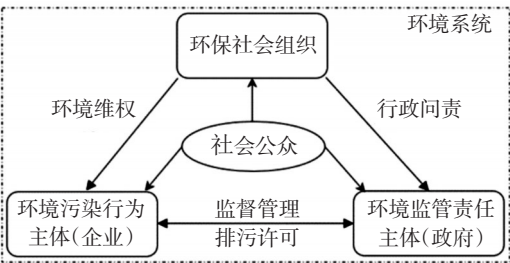 环境系统
环保社会组织
环境维权
行政问责
社会公众
环境污染行为
主体(企业)
监督管理
排污许可
环境监管责任
主体(政府)